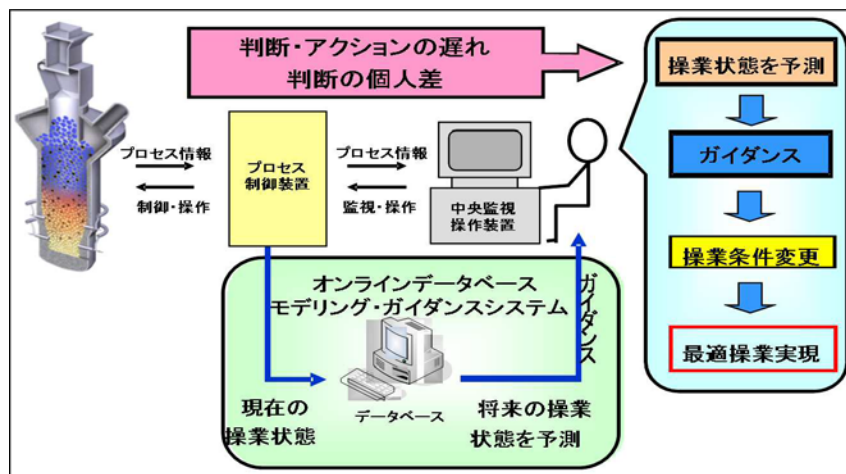 判断・アクションの遅れ
判断の個人差
操業状態を予測
ガイダンス
操業条件変更
最適操業実現
プロセス情報
制御・操作
プロセス
制御装置
プロセス情報
監視・操作
中央監視
操作装置
オンラインデータベース
モデリング・ガイダンスシステム
ガイダンス
データベース
現在の
操業状態
将来の操業
状態を予測